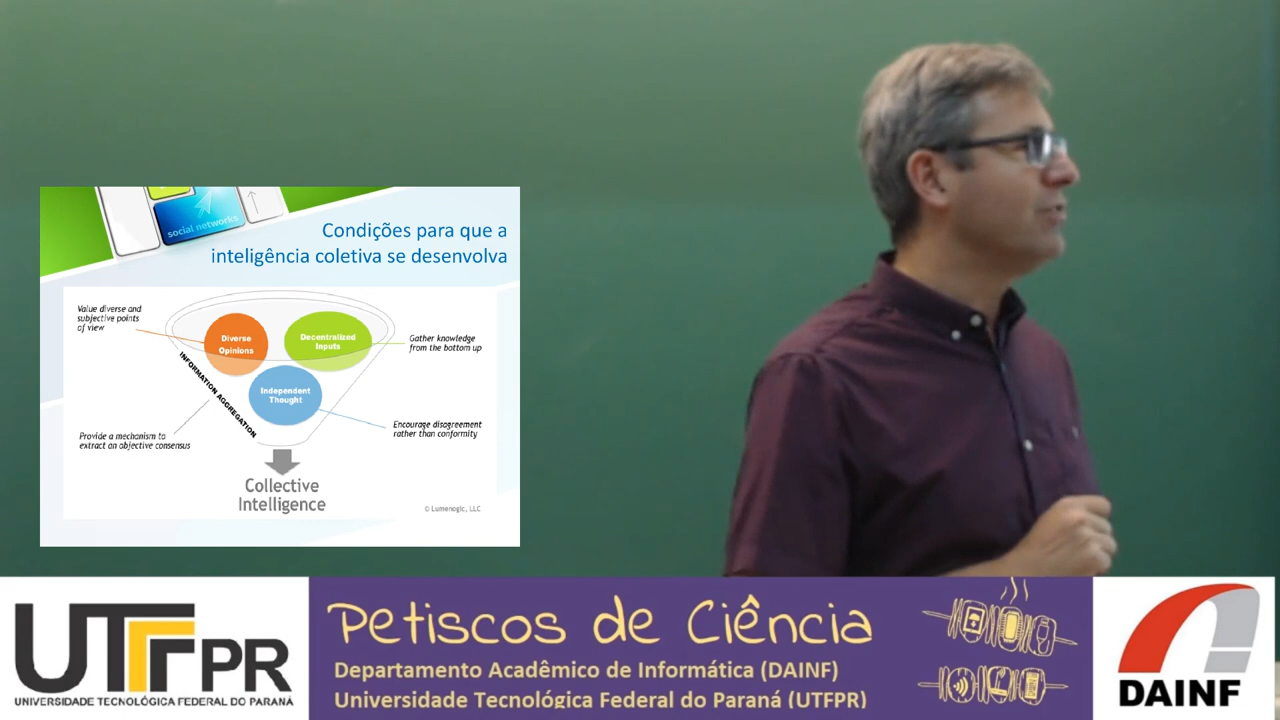 social networks
Condições para que a
inteligência coletiva se desenvolva
Value diverse and
subjective points
of view
Diverse
Opinions
Decentralized
Inputs
Gather knowledge
from the bottom up
Independent
Thought
INFORMATION AGGREGATION
Encourage disagreement
rather than conformity
Provide a mechanism to
extract an objective consensus
Collective
Intelligence
© Lumenogic, LLC
UTFPR
UNIVERSIDADE TECNOLÓGICA FEDERAL DO PARANÁ
Petiscos de Ciência
Departamento Acadêmico de Informática (DAINF)
Universidade Tecnológica Federal do Paraná (UTFPR)
DAINF